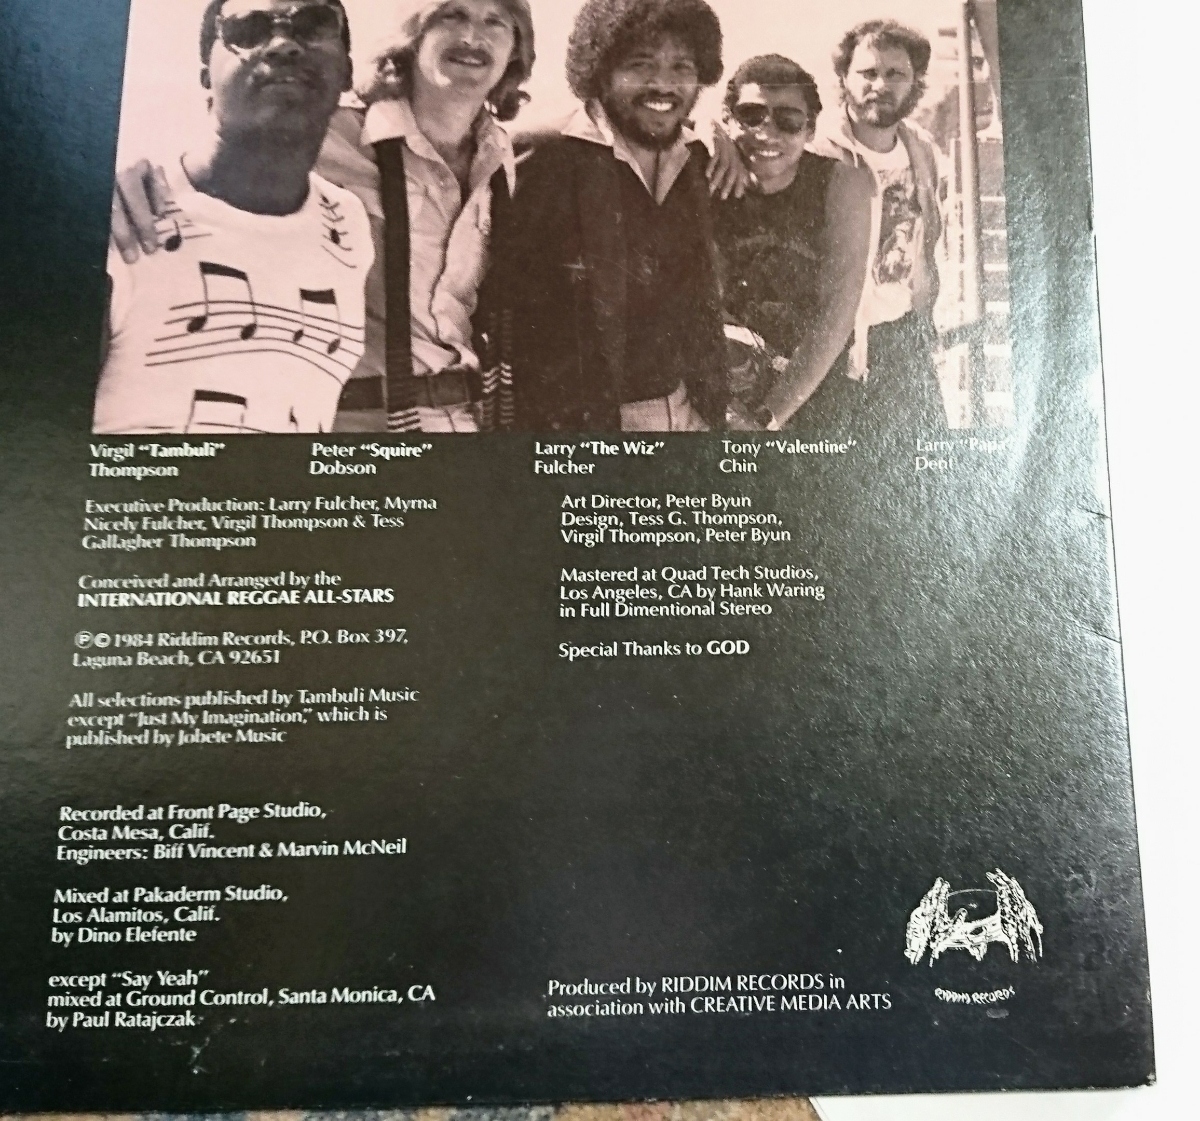 Virgil “Tambuli”
Thompson
Peter “Squire”
Dobson
Larry “The Wiz”
Fulcher
Tony “Valentine”
Chin
Larry “Papa
Dent
Executive Production: Larry Fulcher, Myrna
Nicely Fulcher, Virgil Thompson & Tess
Gallagher Thompson
Conceived and Arranged by the
INTERNATIONAL REGGAE ALL-STARS
℗© 1984 Riddim Records, P.O. Box 397,
Laguna Beach, CA 92651
All selections published by Tambuli Music
except “Just My Imagination,” which is
published by Jobete Music
Recorded at Front Page Studio,
Costa Mesa, Calif.
Engineers: Biff Vincent & Marvin McNeil
Mixed at Pakaderm Studio,
Los Alamitos, Calif.
by Dino Elefente
except “Say Yeah”
mixed at Ground Control, Santa Monica, CA
by Paul Ratajczak
Art Director, Peter Byun
Design, Tess G. Thompson,
Virgil Thompson, Peter Byun
Mastered at Quad Tech Studios,
Los Angeles, CA by Hank Waring
in Full Dimentional Stereo
Special Thanks to GOD
Produced by RIDDIM RECORDS in
association with CREATIVE MEDIA ARTS
RIDDIM RECORDS